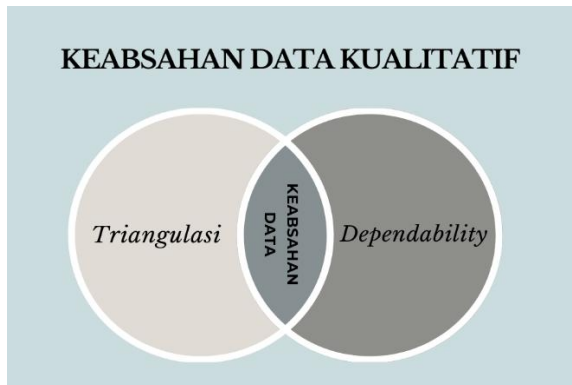 KEABSAHAN DATA KUALITATIF
Triangulasi
KEABSAHAN
DATA
Dependability